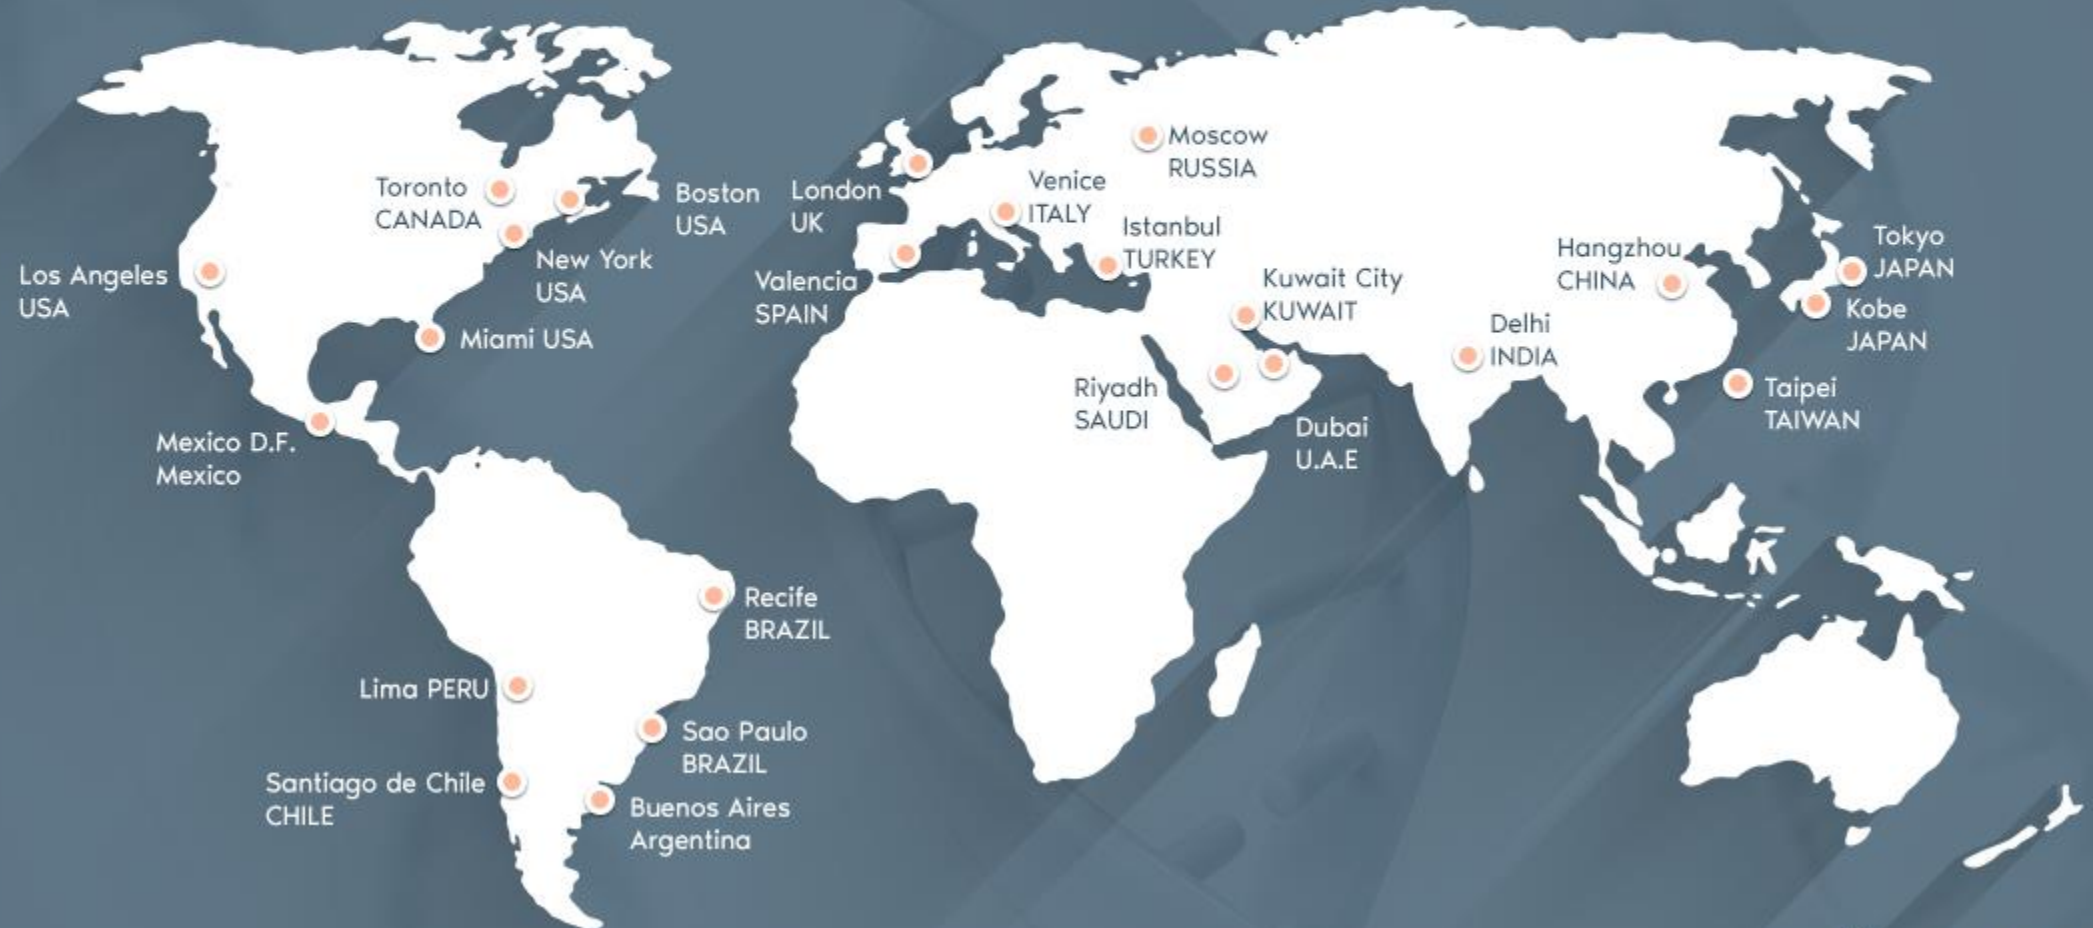 Toronto
CANADA
Boston
USA
New York
USA
Los Angeles
USA
Miami USA
Mexico D.F.
Mexico
Recife
BRAZIL
Lima PERU
Sao Paulo
BRAZIL
Santiago de Chile
CHILE
Buenos Aires
Argentina
London
UK
Valencia
SPAIN
Moscow
RUSSIA
Venice
ITALY
Istanbul
TURKEY
Kuwait City
KUWAIT
Riyadh
SAUDI
Dubai
U.A.E
Delhi
INDIA
Hangzhou
CHINA
Tokyo
JAPAN
Kobe
JAPAN
Taipei
TAIWAN